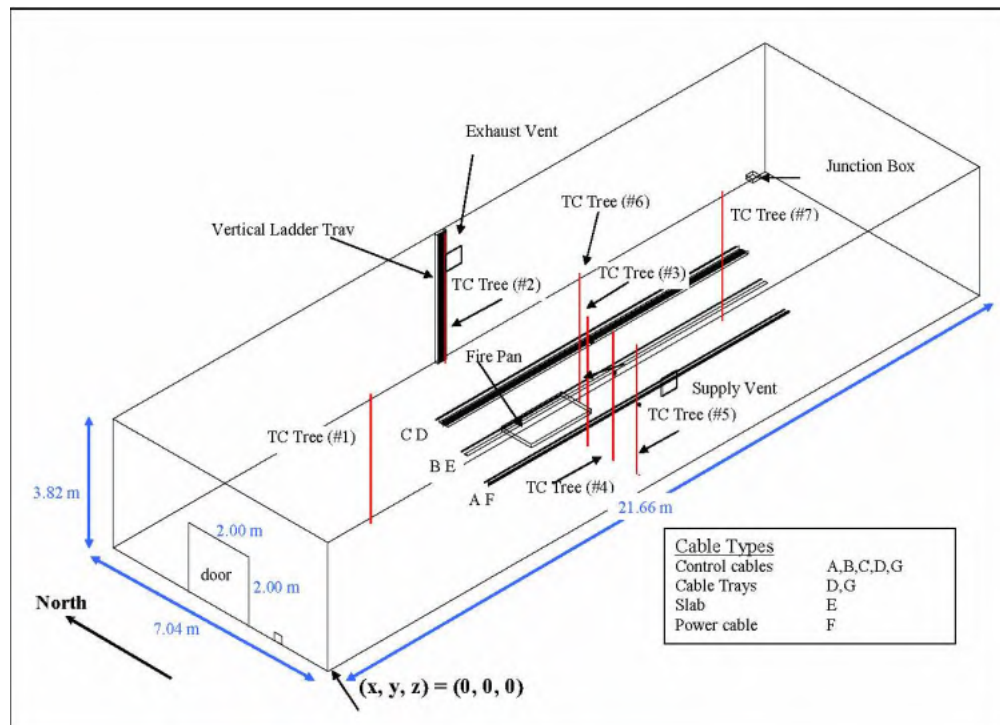 Exhaust Vent
Junction Box
TC Tree (#6)
TC Tree (#7)
Vertical Ladder Tray
TC Tree (#3)
TC Tree (#2)
Fire Pan
Supply Vent
TC Tree (#1)
TC Tree (#5)
C D
B E
TC Tree (#4)
A F
3.82 m
21.66 m
2.00 m
door
2.00 m
Cable Types
Control cables A,B,C,D,G
Cable Trays D,G
Slab E
Power cable F
North
7.04 m
(x, y, z) = (0, 0, 0)